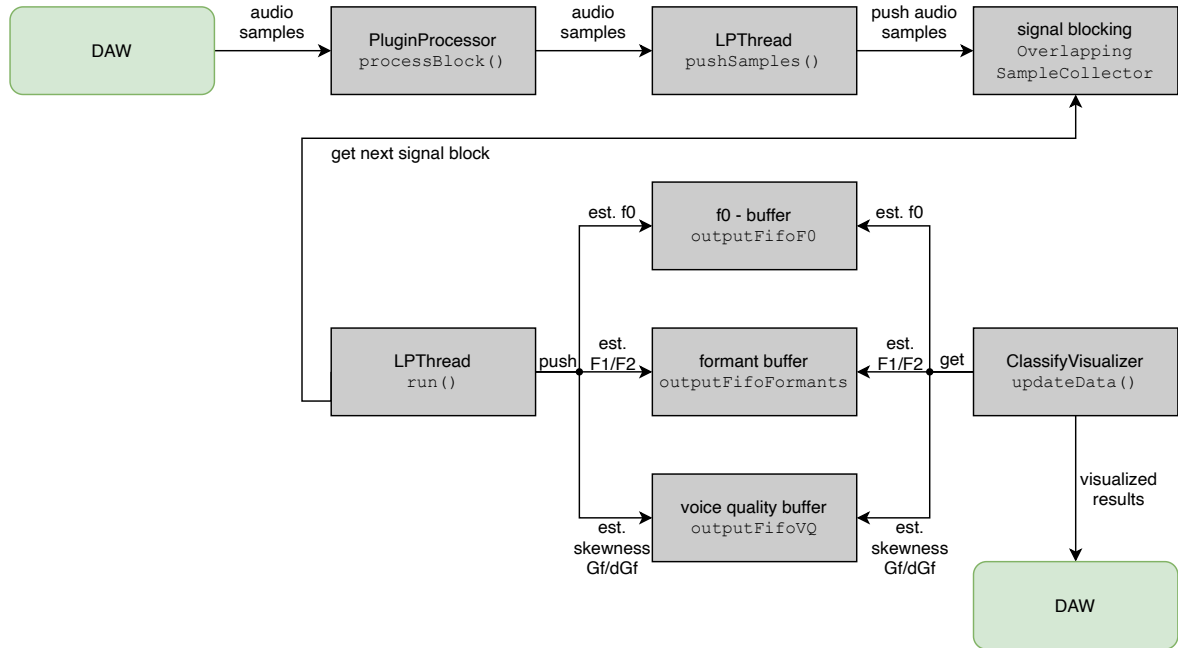 DAW
audio
samples
PluginProcessor
processBlock()
audio
samples
LPThread
pushSamples()
push audio
samples
signal blocking
Overlapping
SampleCollector
get next signal block
est. f0
f0 - buffer
outputFifoF0
est. f0
LPThread
run()
push
est.
F1/F2
formant buffer
outputFifoFormants
est.
F1/F2
get
ClassifyVisualizer
updateData()
est.
skewness
Gf/dGf
voice quality buffer
outputFifoVQ
est.
skewness
Gf/dGf
visualized
results
DAW